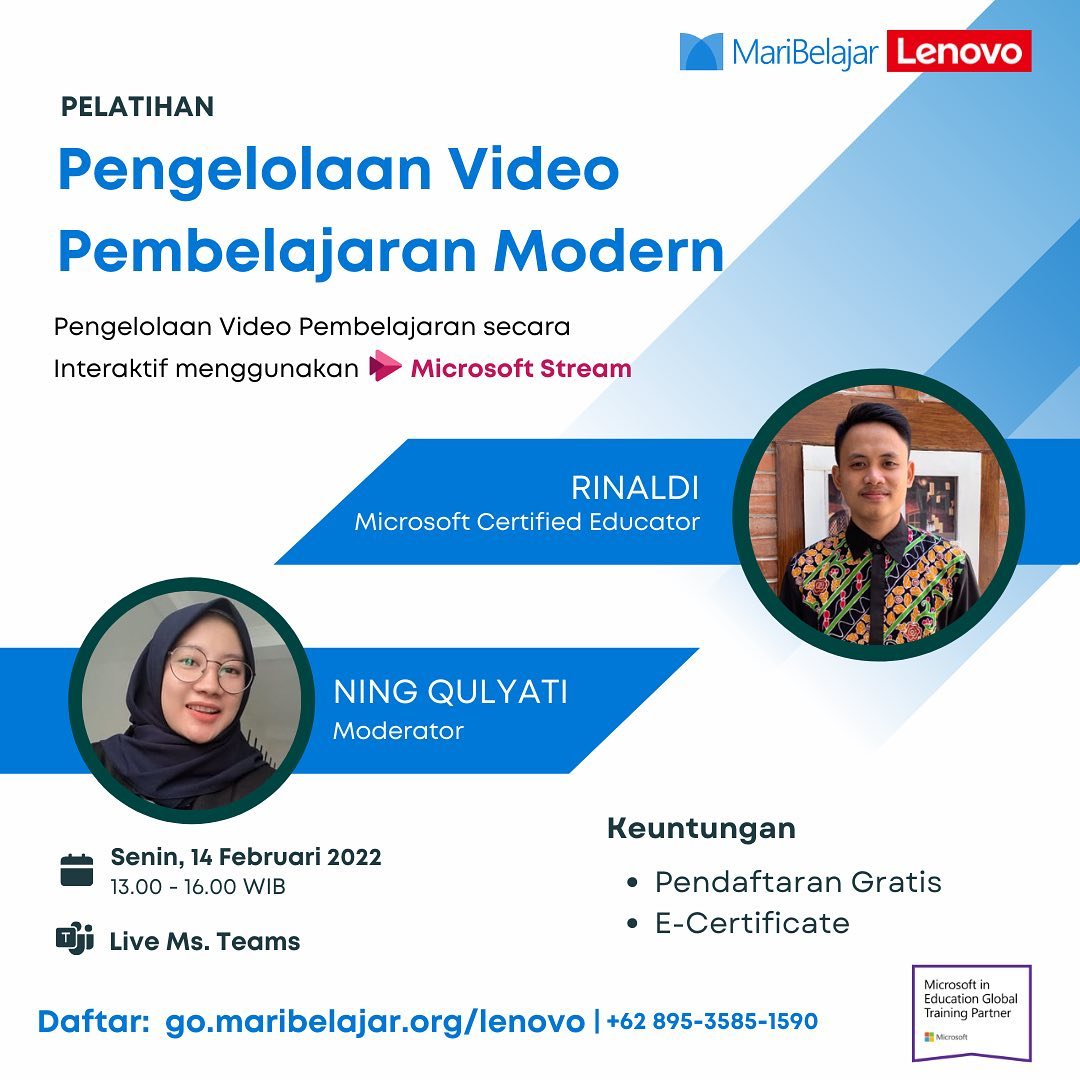 MariBelajar Lenovo
PELATIHAN
Pengelolaan Video
Pembelajaran Modern
Pengelolaan Video Pembelajaran secara
Interaktif menggunakan Microsoft Stream
RINALDI
Microsoft Certified Educator
NING QULYATI
Moderator
Senin, 14 Februari 2022
13.00 - 16.00 WIB
Live Ms. Teams
Keuntungan
• Pendaftaran Gratis
• E-Certificate
Daftar: go.maribelajar.org/lenovo | +62 895-3585-1590
Microsoft in
Education Global
Training Partner
Microsoft